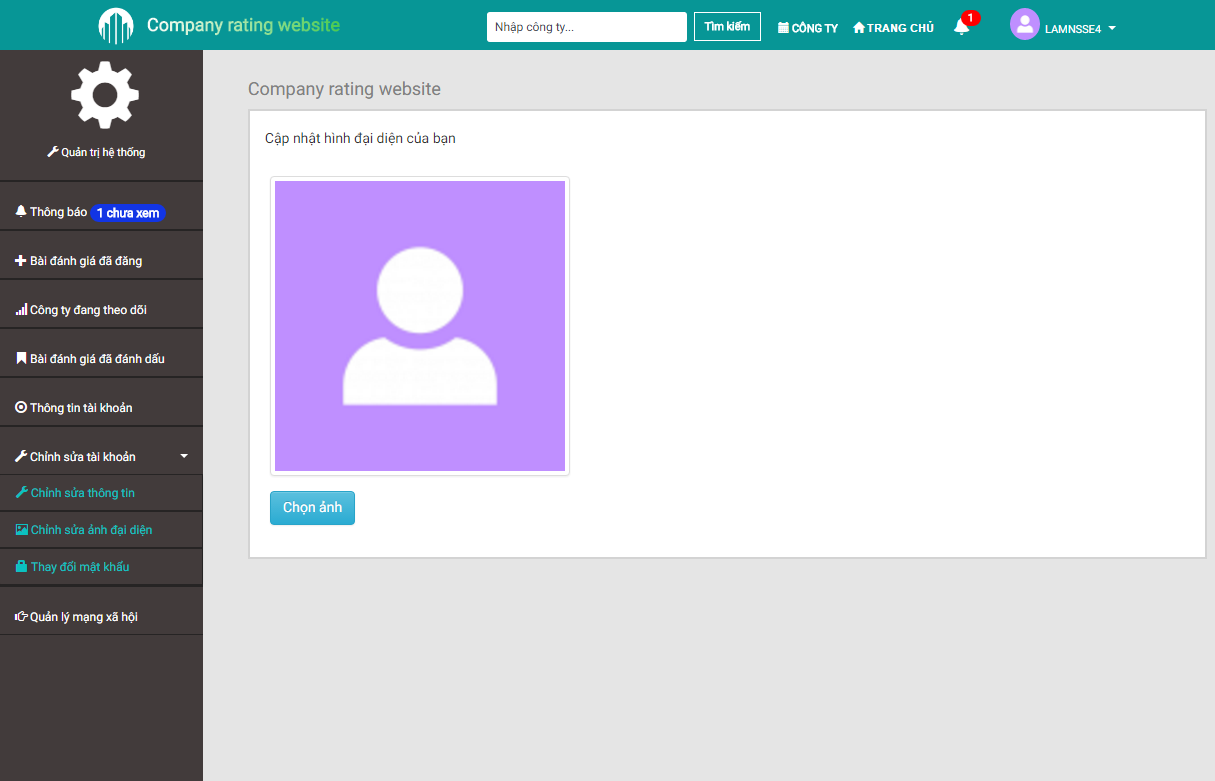 Company rating website
Nhập công ty...
Tìm kiếm
CÔNG TY
TRANG CHỦ
1
LAMNSSE4
Quản trị hệ thống
Thông báo 1 chưa xem
Bài đánh giá đã đăng
Công ty đang theo dõi
Bài đánh giá đã đánh dấu
Thông tin tài khoản
Chỉnh sửa tài khoản
Chỉnh sửa thông tin
Chỉnh sửa ảnh đại diện
Thay đổi mật khẩu
Quản lý mạng xã hội
Company rating website
Cập nhật hình đại diện của bạn
Chọn ảnh